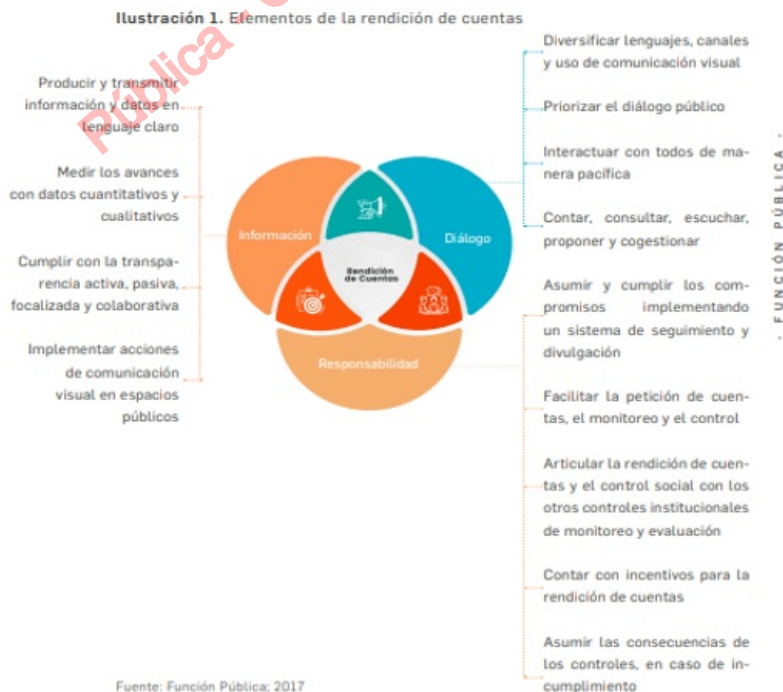 Ilustración 1. Elementos de la rendición de cuentas
Pública -
Producir y transmitir
información y datos en
lenguaje claro
Medir los avances
con datos cuantitativos y
cualitativos
Cumplir con la transpa-
rencia activa, pasiva,
focalizada y colaborativa
Implementar acciones
de comunicación
visual en espacios
públicos
Información
Diálogo
Rendición
de Cuentas
Responsabilidad
Diversificar lenguajes, canales
y uso de comunicación visual
Priorizar el diálogo público
Interactuar con todos de ma-
nera pacífica
Contar, consultar, escuchar,
proponer y cogestionar
Asumir y cumplir los com-
promisos implementando
un sistema de seguimiento y
divulgación
Facilitar la petición de cuen-
tas, el monitoreo y el control
Articular la rendición de cuen-
tas y el control social con los
otros controles institucionales
de monitoreo y evaluación
Contar con incentivos para la
rendición de cuentas
Asumir las consecuencias de
los controles, en caso de in-
cumplimiento
- FUNCIÓN PÚBLICA -
Fuente: Función Pública; 2017